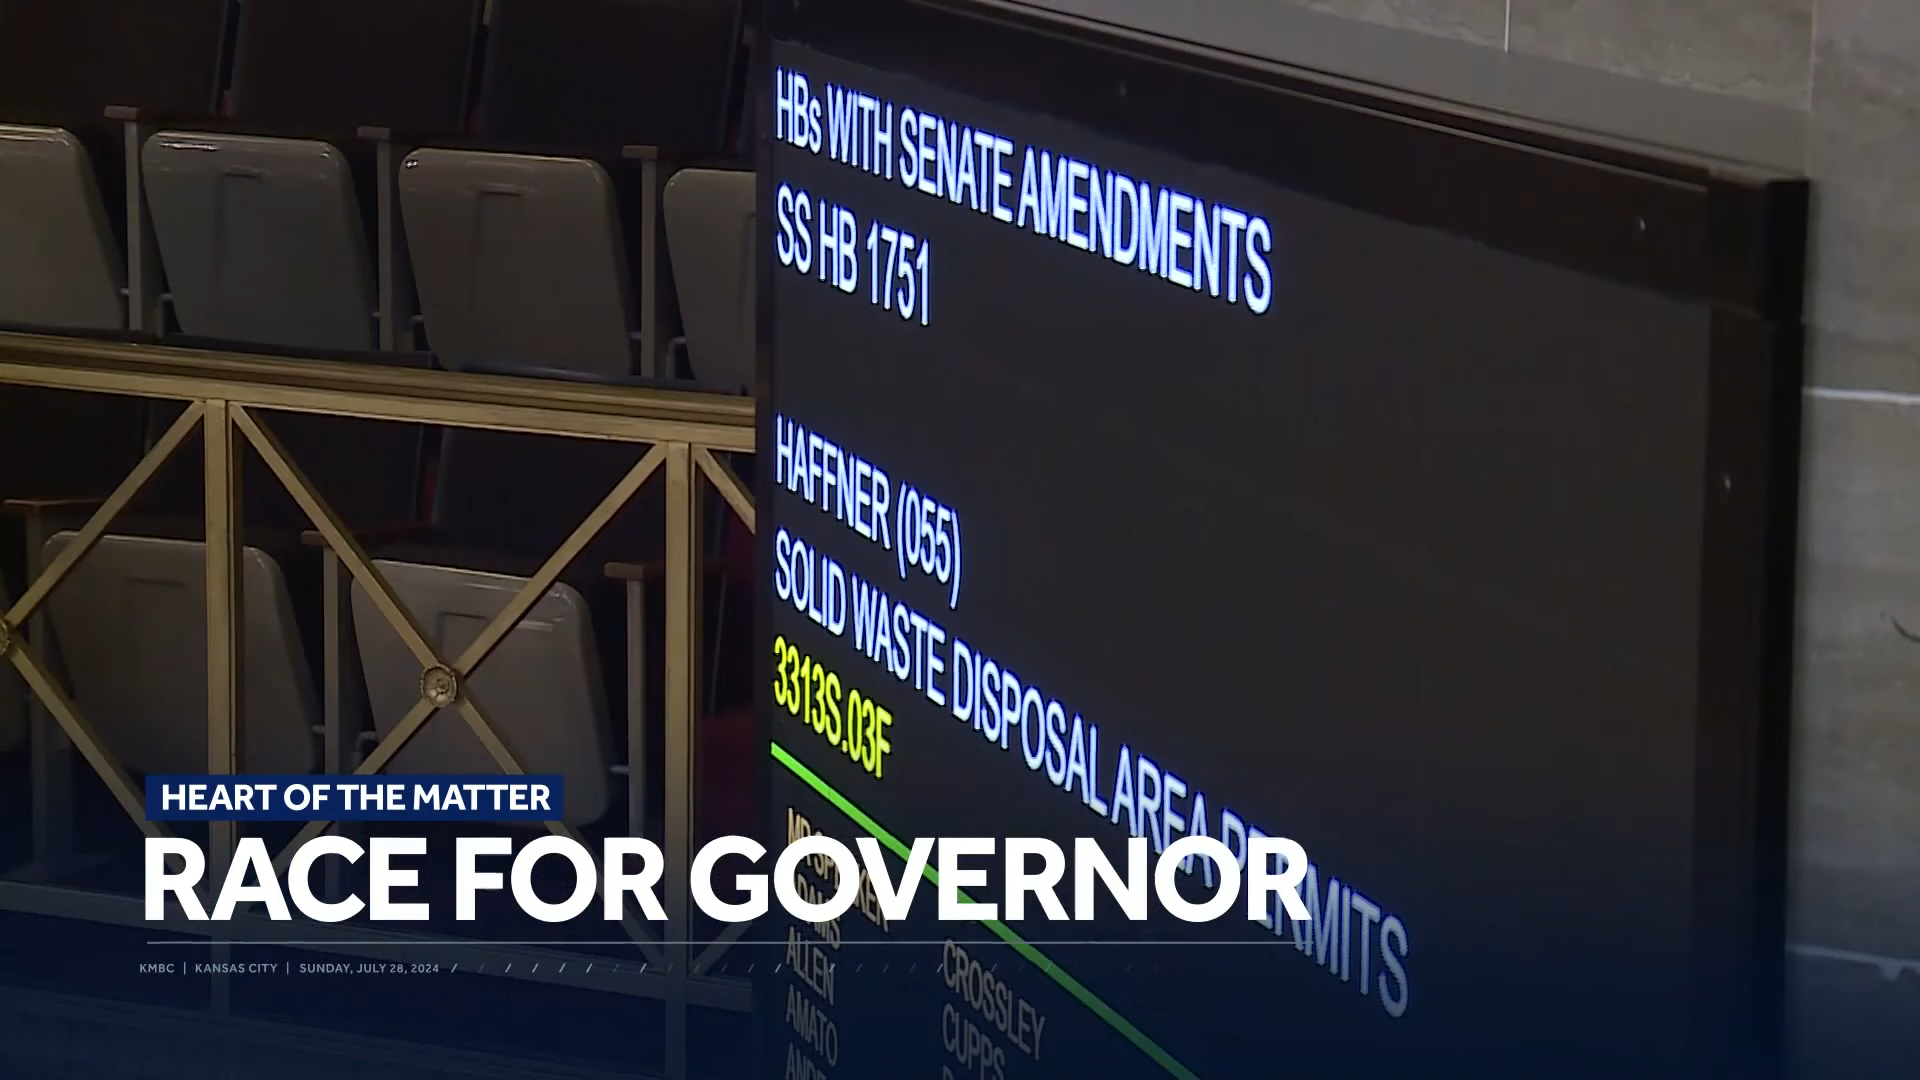 HBs WITH SENATE AMENDMENTS
SS HB 1751
HAFFNER (055)
SOLID WASTE DISPOSAL AREA PERMITS
3313S.03F
ALLEN
AMATO
CROSSLEY
CUPPS
HEART OF THE MATTER
RACE FOR GOVERNOR
KMBC | KANSAS CITY | SUNDAY, JULY 28, 2024